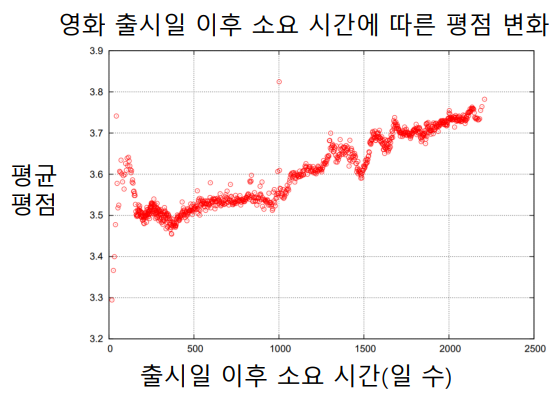 영화 출시일 이후 소요 시간에 따른 평점 변화
3.9
3.8
3.7
3.6
3.5
3.4
3.3
3.2
평균
평점
0 500 1000 1500 2000 2500
출시일 이후 소요 시간(일 수)